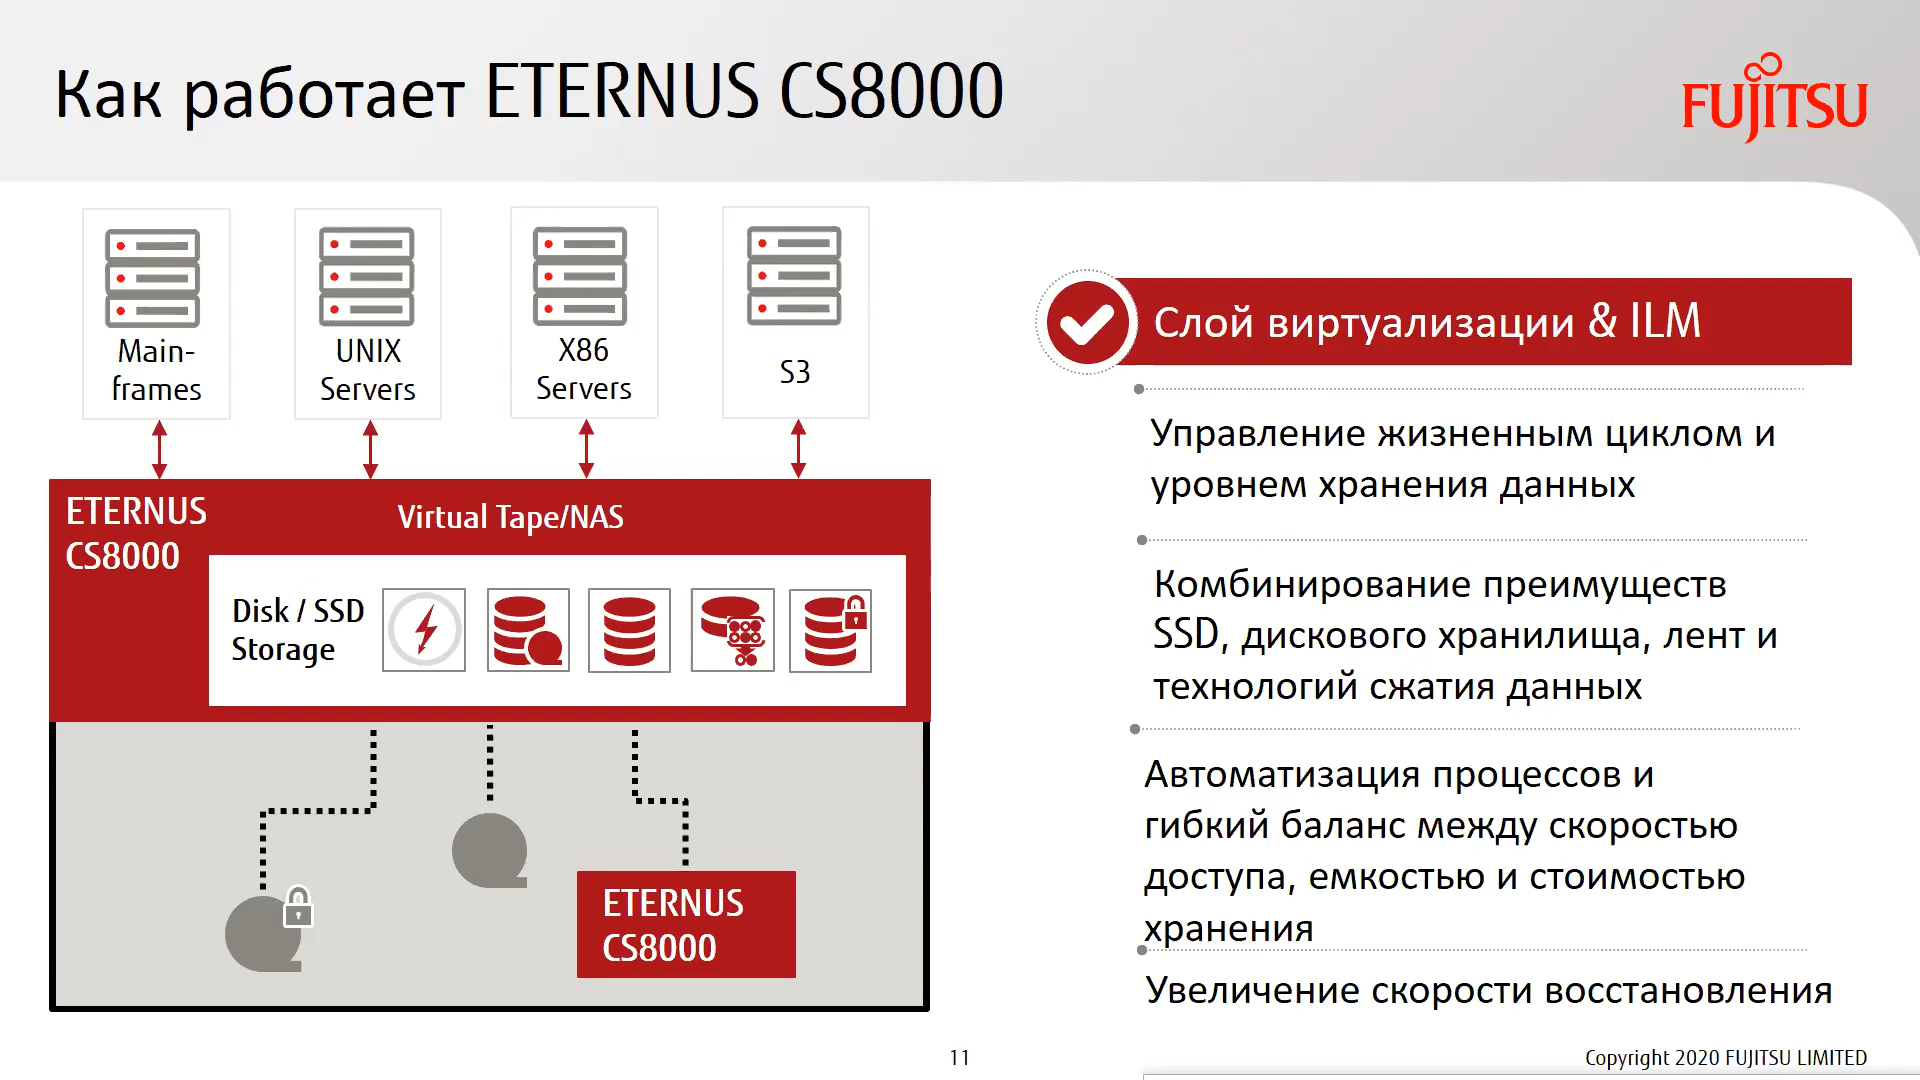 Как работает ETERNUS CS8000
FUJITSU
Main-
frames
UNIX
Servers
X86
Servers
S3
ETERNUS
CS8000
Virtual Tape/NAS
Disk / SSD
Storage
ETERNUS
CS8000
Слой виртуализации & ILM
Управление жизненным циклом и
уровнем хранения данных
Комбинирование преимуществ
SSD, дискового хранилища, лент и
технологий сжатия данных
Автоматизация процессов и
гибкий баланс между скоростью
доступа, емкостью и стоимостью
хранения
Увеличение скорости восстановления
11
Copyright 2020 FUJITSU LIMITED